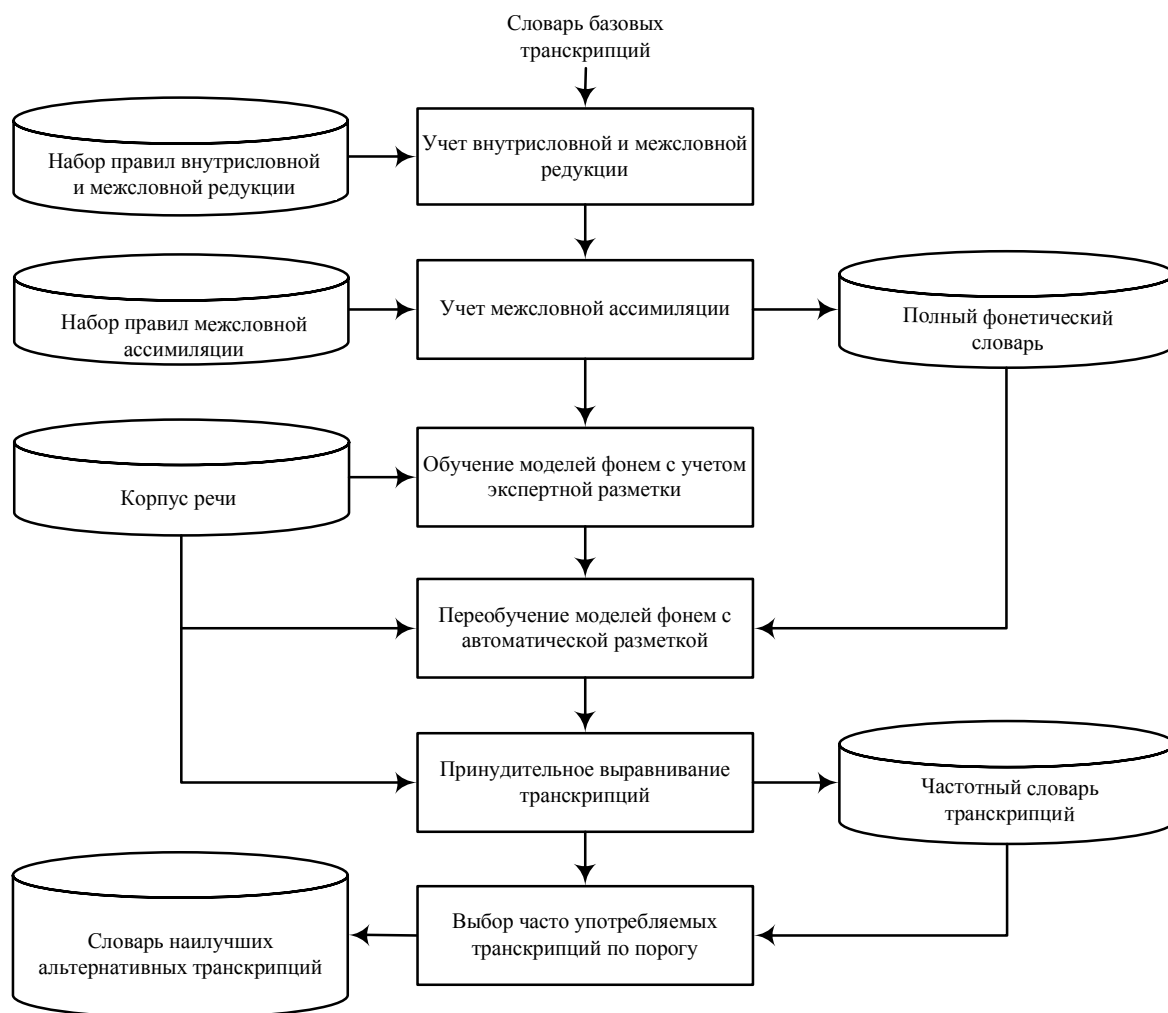 Словарь базовых
транскрипций
Набор правил внутрисловной
и межсловной редукции
Учет внутрисловной и межсловной
редукции
Набор правил межсловной
ассимиляции
Учет межсловной ассимиляции
Полный фонетический
словарь
Корпус речи
Обучение моделей фонем с учетом
экспертной разметки
Переобучение моделей фонем с
автоматической разметкой
Принудительное выравнивание
транскрипций
Частотный словарь
транскрипций
Словарь наилучших
альтернативных транскрипций
Выбор часто употребляемых
транскрипций по порогу